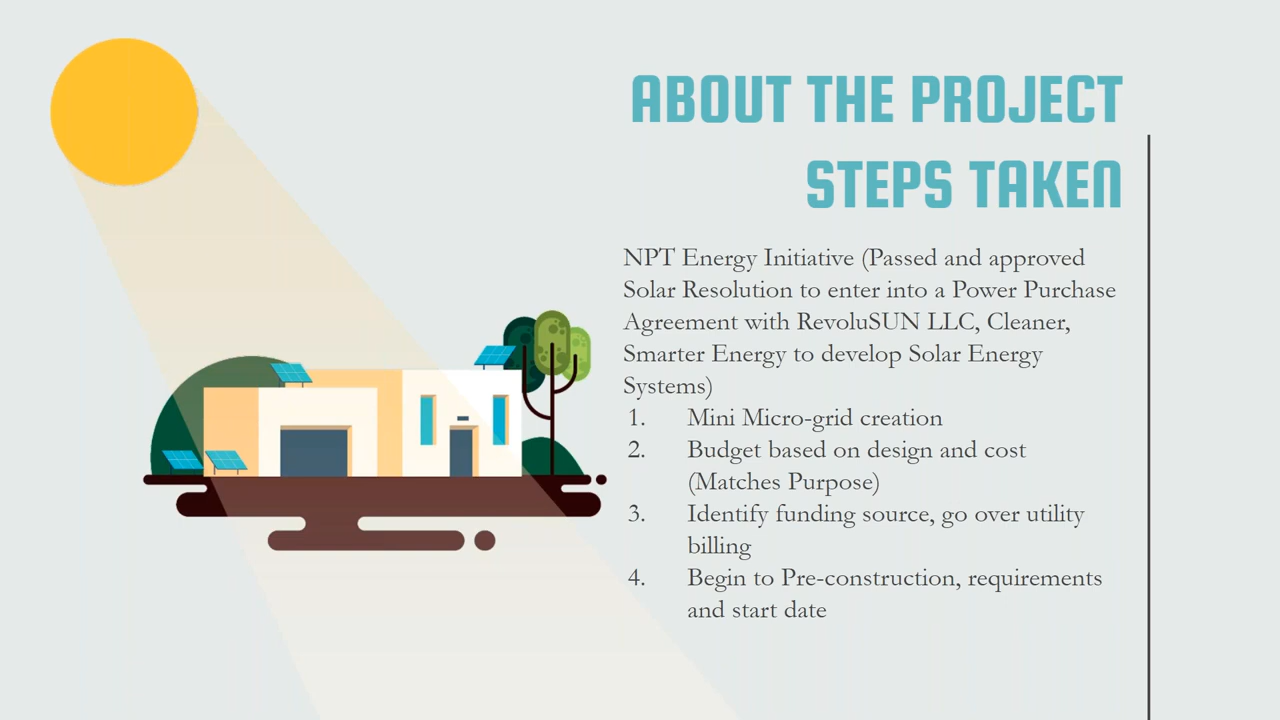 ABOUT THE PROJECT
STEPS TAKEN
NPT Energy Initiative (Passed and approved
Solar Resolution to enter into a Power Purchase
Agreement with RevoluSUN LLC, Cleaner,
Smarter Energy to develop Solar Energy
Systems)
1. Mini Micro-grid creation
2. Budget based on design and cost
(Matches Purpose)
3. Identify funding source, go over utility
billing
4. Begin to Pre-construction, requirements
and start date